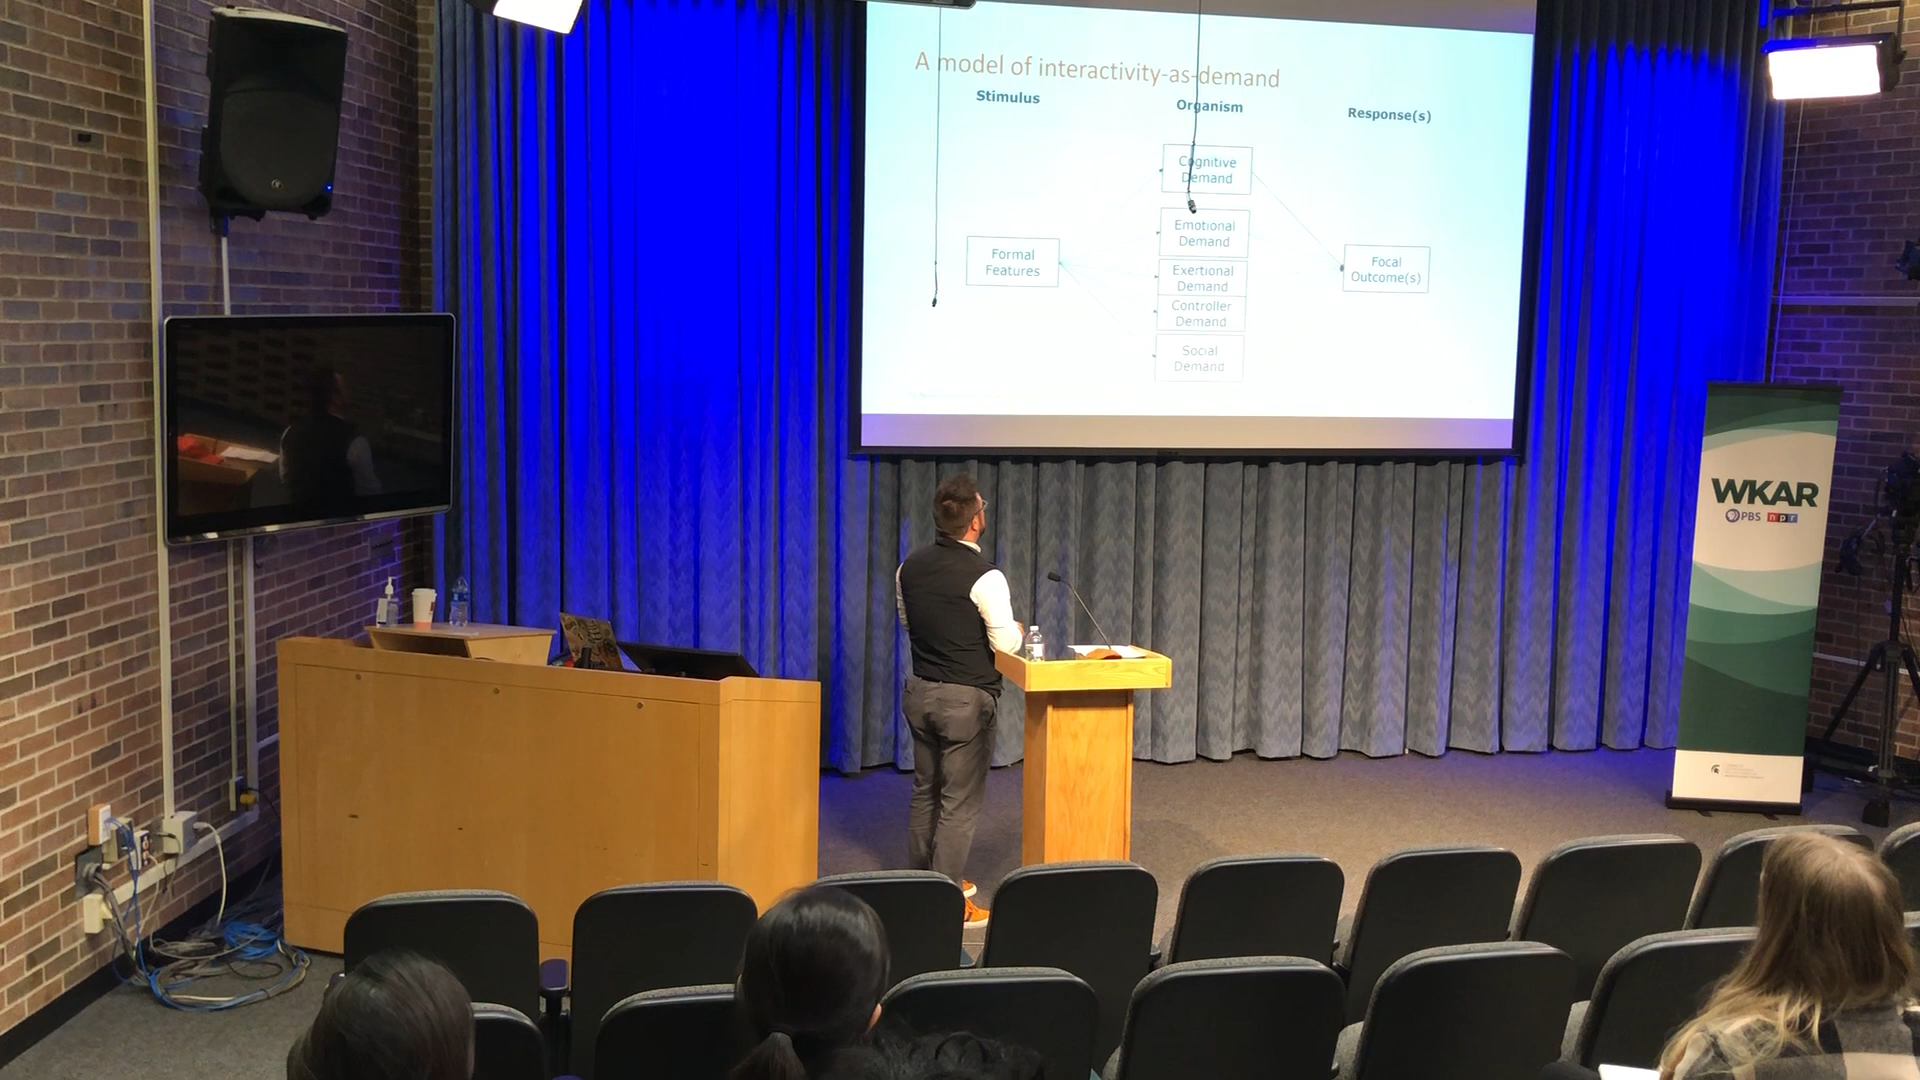 A model of interactivity-as-demand
Stimulus
Organism
Response(s)
Cognitive
Demand
Emotional
Demand
Formal
Features
Exertional
Demand
Focal
Outcome(s)
Controller
Demand
Social
Demand
WKAR
PBS npr